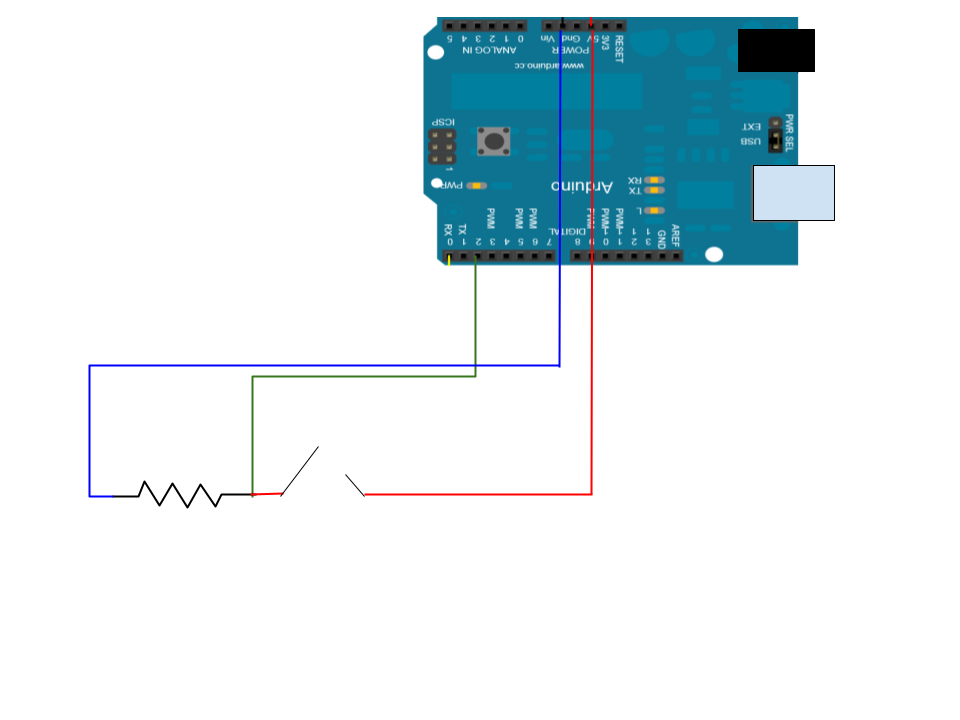 5 4 3 2 1 0 Vin Gnd 5V 3V3 RESET
ANALOG IN POWER
www.arduino.cc
ICSP
1
EXT
USB
PWR SEL
PWR
Arduino
RX
TX
L
RX TX PWM PWM PWM DIGITAL PWM PWM PWM AREF
0 1 2 3 4 5 6 7 8 9 10 11 12 13 GND